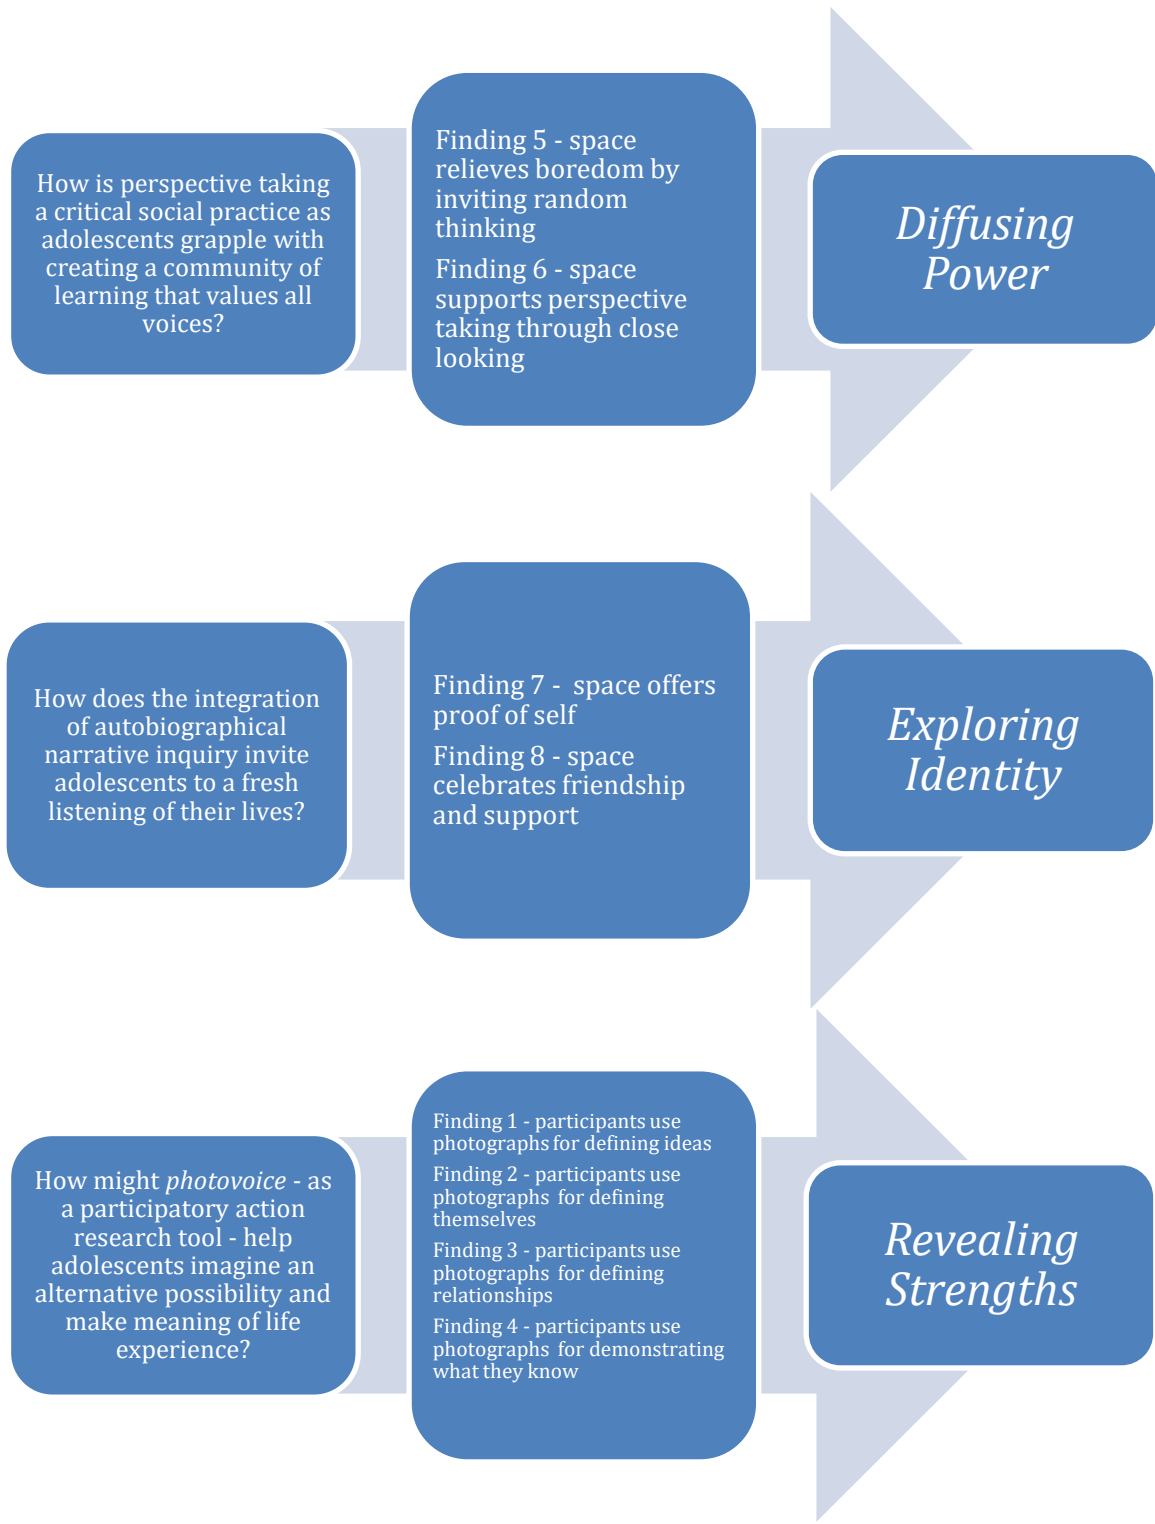 How is perspective taking
a critical social practice as
adolescents grapple with
creating a community of
learning that values all
voices?
Finding 5 - space
relieves boredom by
inviting random
thinking
Finding 6 - space
supports perspective
taking through close
looking
Diffusing
Power
How does the integration
of autobiographical
narrative inquiry invite
adolescents to a fresh
listening of their lives?
Finding 7 - space offers
proof of self
Finding 8 - space
celebrates friendship
and support
Exploring
Identity
How might photovoice - as
a participatory action
research tool - help
adolescents imagine an
alternative possibility and
make meaning of life
experience?
Finding 1 - participants use
photographs for defining ideas
Finding 2 - participants use
photographs for defining
themselves
Finding 3 - participants use
photographs for defining
relationships
Finding 4 - participants use
photographs for demonstrating
what they know
Revealing
Strengths